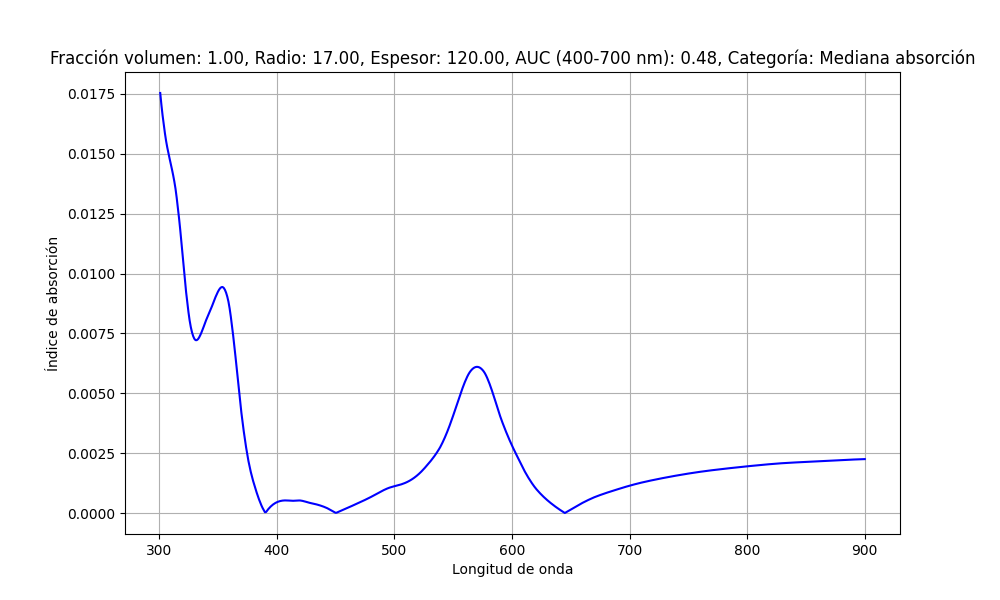 Fracción volumen: 1.00, Radio: 17.00, Espesor: 120.00, AUC (400-700 nm): 0.48, Categoría: Mediana absorción
0.0175
0.0150
0.0125
0.0100
0.0075
0.0050
0.0025
0.0000
Índice de absorción
300 400 500 600 700 800 900
Longitud de onda